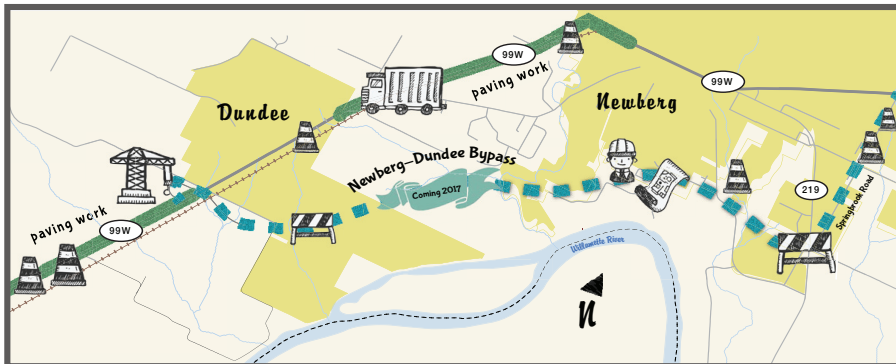 99W
99W
paving work
Dundee
Newberg
Newberg–Dundee Bypass
Coming 2017
219
Springbrook Road
paving work
99W
Willamette River
N